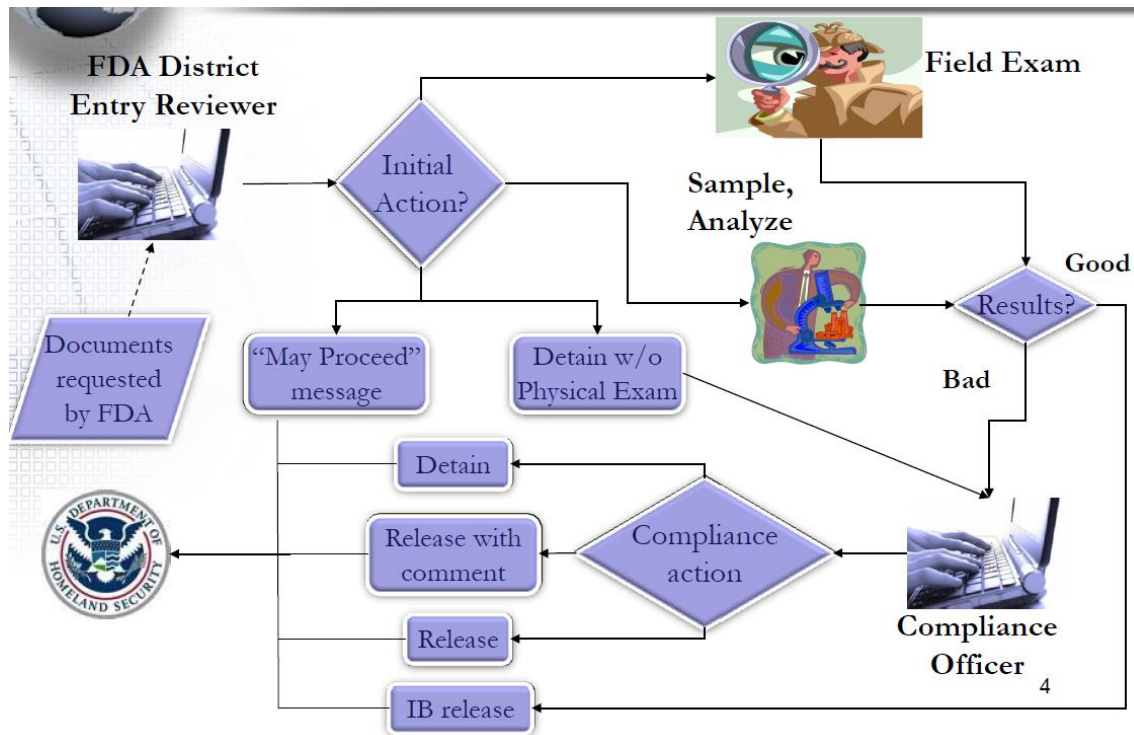 FDA District
Entry Reviewer
Field Exam
Initial
Action?
Sample,
Analyze
Good
Results?
Documents
requested
by FDA
“May Proceed”
message
Detain w/o
Physical Exam
Bad
Detain
Release with
comment
Compliance
action
Release
Compliance
Officer
4
IB release
U.S. DEPARTMENT OF
HOMELAND SECURITY